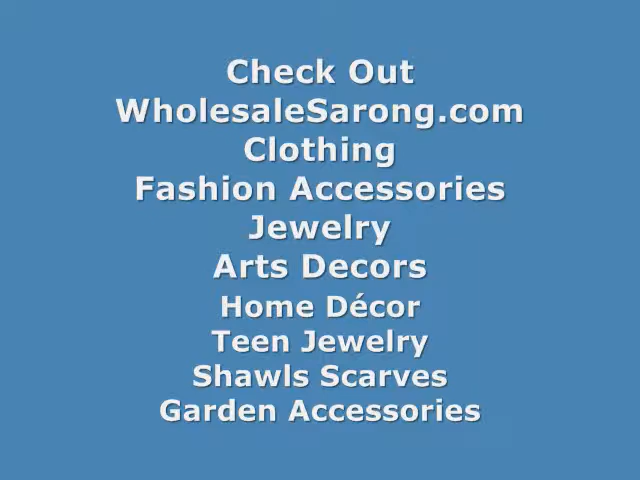 Check Out
WholesaleSarong.com
Clothing
Fashion Accessories
Jewelry
Arts Decors
Home Décor
Teen Jewelry
Shawls Scarves
Garden Accessories